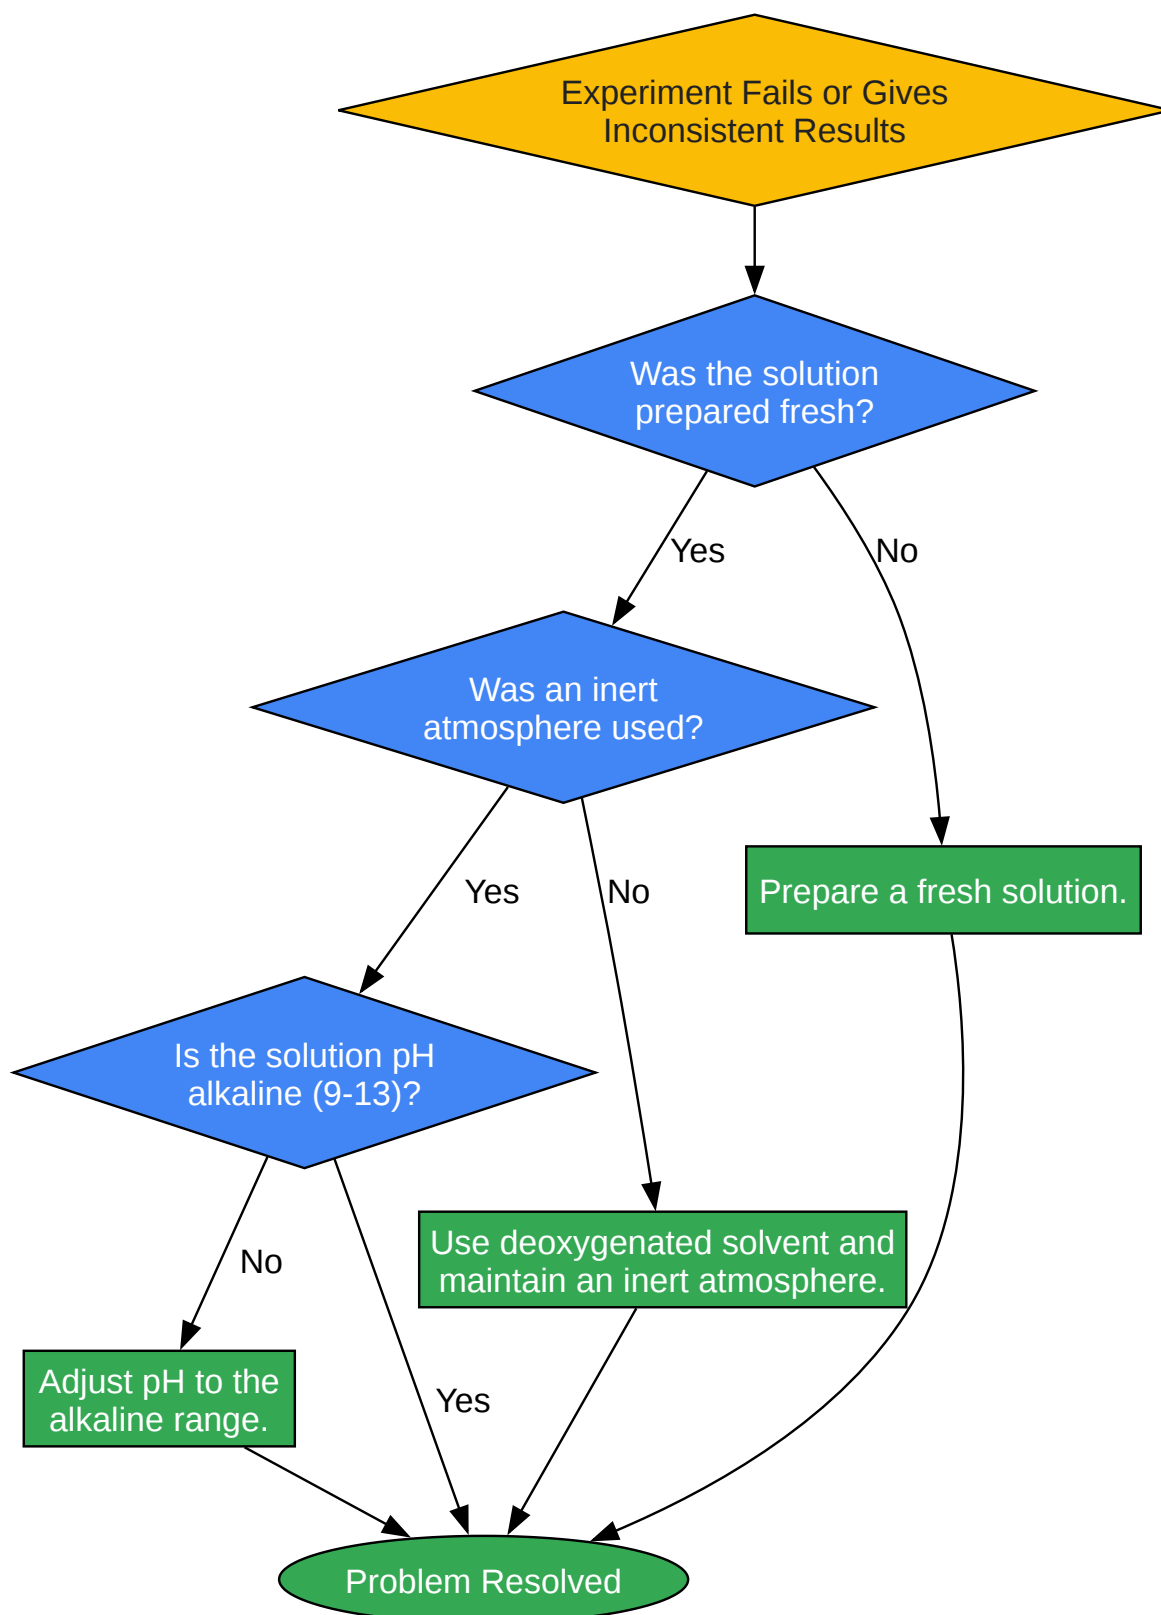 Experiment Fails or Gives
Inconsistent Results
Was the solution
prepared fresh?
Yes
No
Was an inert
atmosphere used?
Yes
No
Prepare a fresh solution.
Is the solution pH
alkaline (9-13)?
No
Use deoxygenated solvent and
maintain an inert atmosphere.
Adjust pH to the
alkaline range.
Yes
Problem Resolved